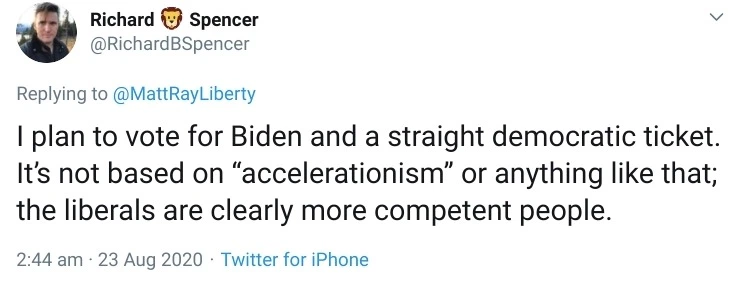 Richard 🦁 Spencer
@RichardBSpencer
Replying to @MattRayLiberty
I plan to vote for Biden and a straight democratic ticket.
It’s not based on “accelerationism” or anything like that;
the liberals are clearly more competent people.
2:44 am · 23 Aug 2020 · Twitter for iPhone